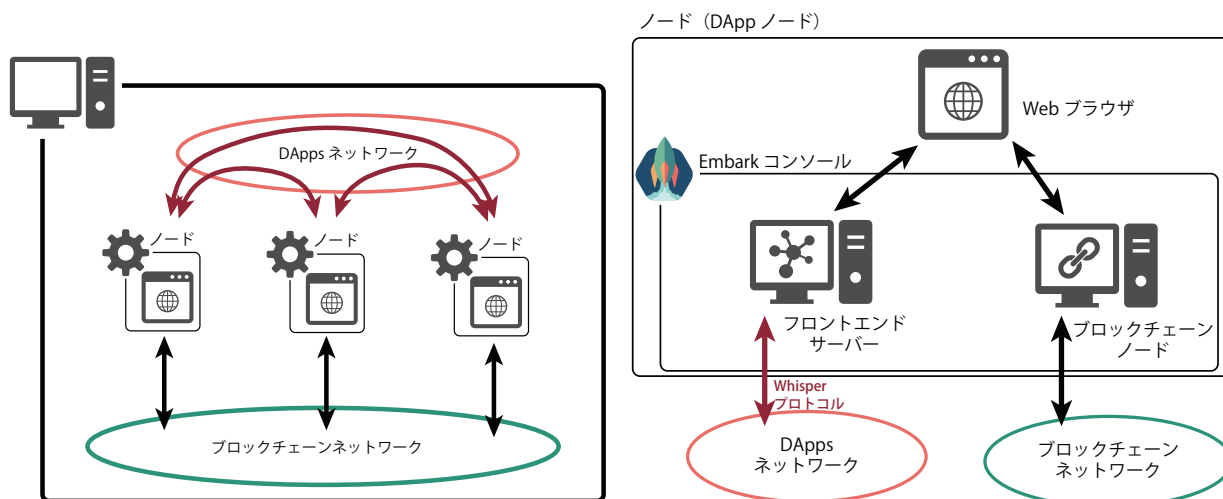 DApps ネットワーク
ノード
ノード
ノード
ブロックチェーンネットワーク
ノード（DApp ノード）
Web ブラウザ
Embark コンソール
フロントエンド
サーバー
ブロックチェーン
ノード
Whisper
プロトコル
DApps
ネットワーク
ブロックチェーン
ネットワーク